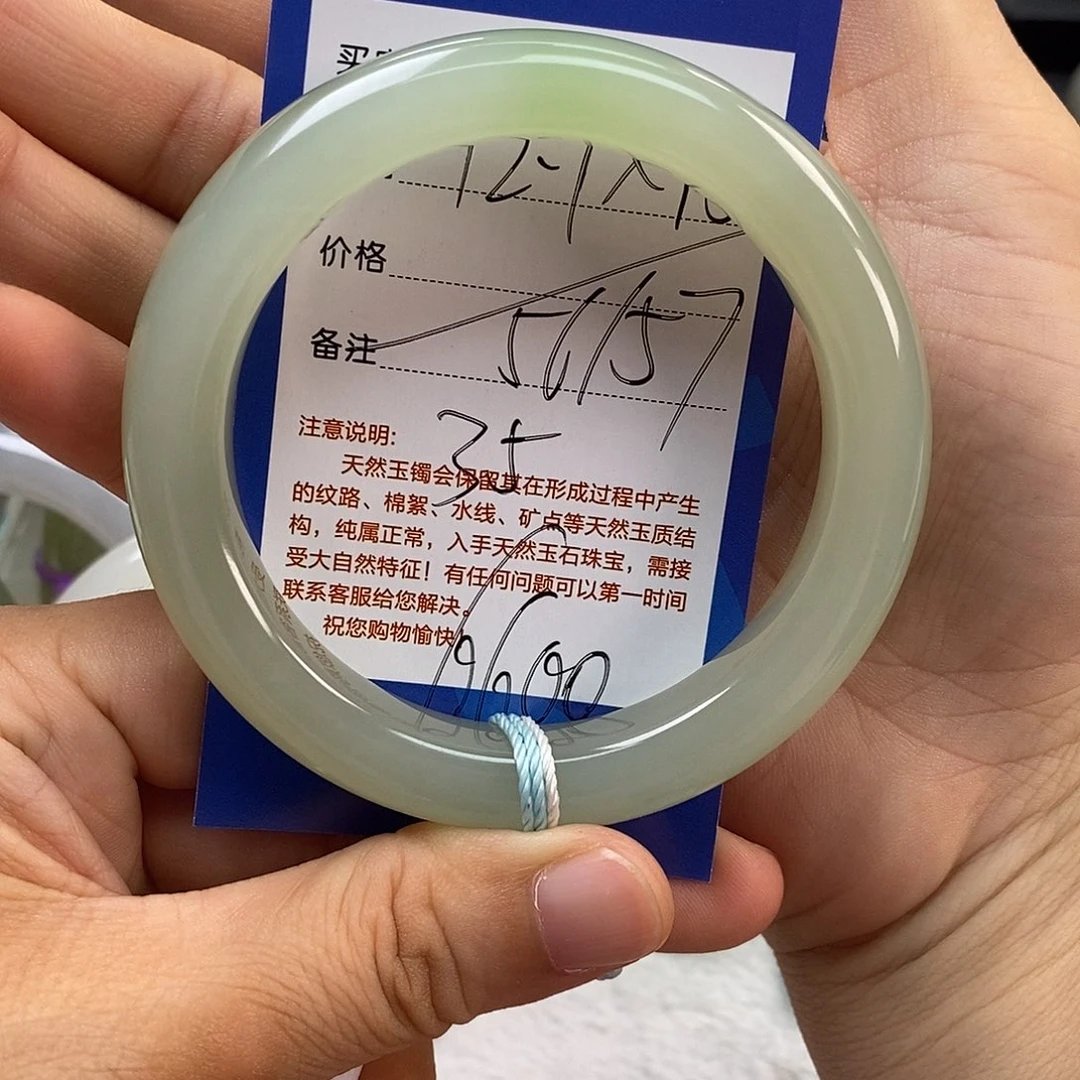 买
价格
备注 56/57
35
注意说明:
天然玉镯会保留其在形成过程中产生
的纹路、棉絮、水线、矿点等天然玉质结
构，纯属正常，入手天然玉石珠宝，需接
受大自然特征！有任何问题可以第一时间
联系客服给您解决。
祝您购物愉快